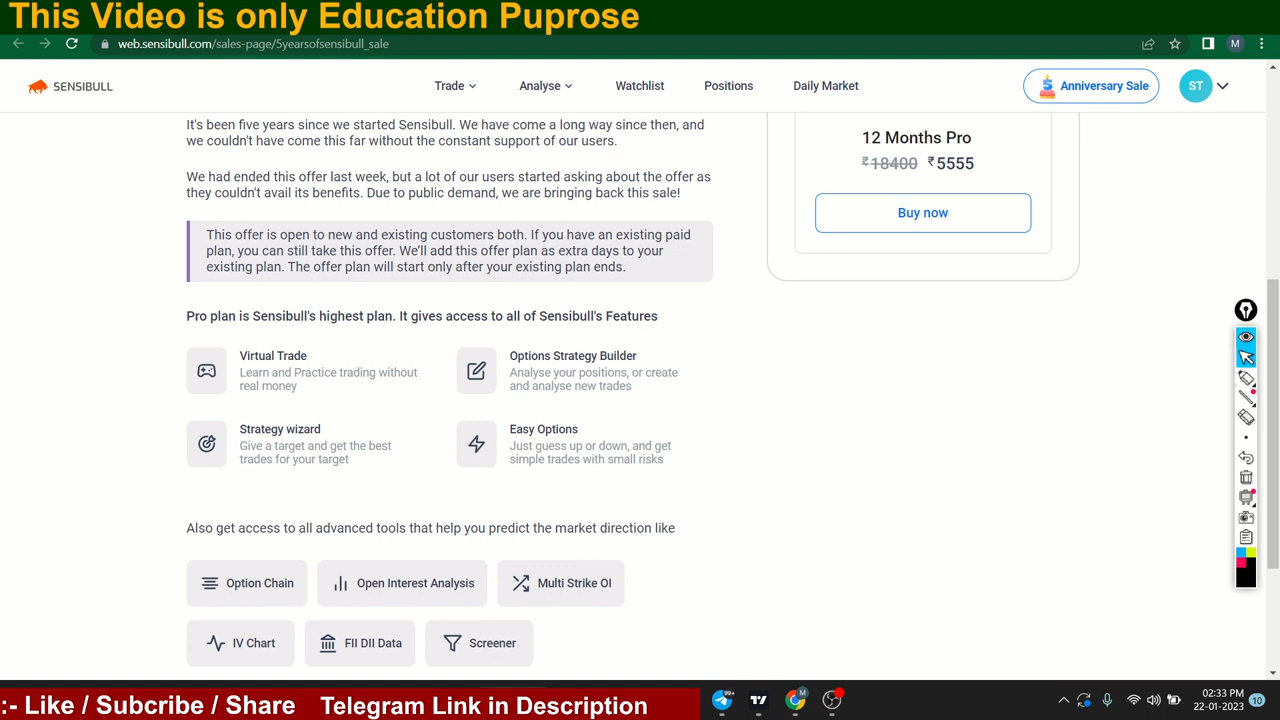 This Video is only Education Puprose
web.sensibull.com/sales-page/5yearsofsensibull_sale
M
SENSIBULL
Trade
Analyse
Watchlist
Positions
Daily Market
5
Anniversary Sale
ST
It's been five years since we started Sensibull. We have come a long way since then, and
we couldn't have come this far without the constant support of our users.
We had ended this offer last week, but a lot of our users started asking about the offer as
they couldn't avail its benefits. Due to public demand, we are bringing back this sale!
This offer is open to new and existing customers both. If you have an existing paid
plan, you can still take this offer. We'll add this offer plan as extra days to your
existing plan. The offer plan will start only after your existing plan ends.
12 Months Pro
₹18400 ₹5555
Buy now
Pro plan is Sensibull's highest plan. It gives access to all of Sensibull's Features
Virtual Trade
Learn and Practice trading without
real money
Options Strategy Builder
Analyse your positions, or create
and analyse new trades
Strategy wizard
Give a target and get the best
trades for your target
Easy Options
Just guess up or down, and get
simple trades with small risks
Also get access to all advanced tools that help you predict the market direction like
Option Chain
Open Interest Analysis
Multi Strike OI
IV Chart
FII DII Data
Screener
:- Like / Subcribe / Share Telegram Link in Description
99+
M
02:33 PM
22-01-2023
10